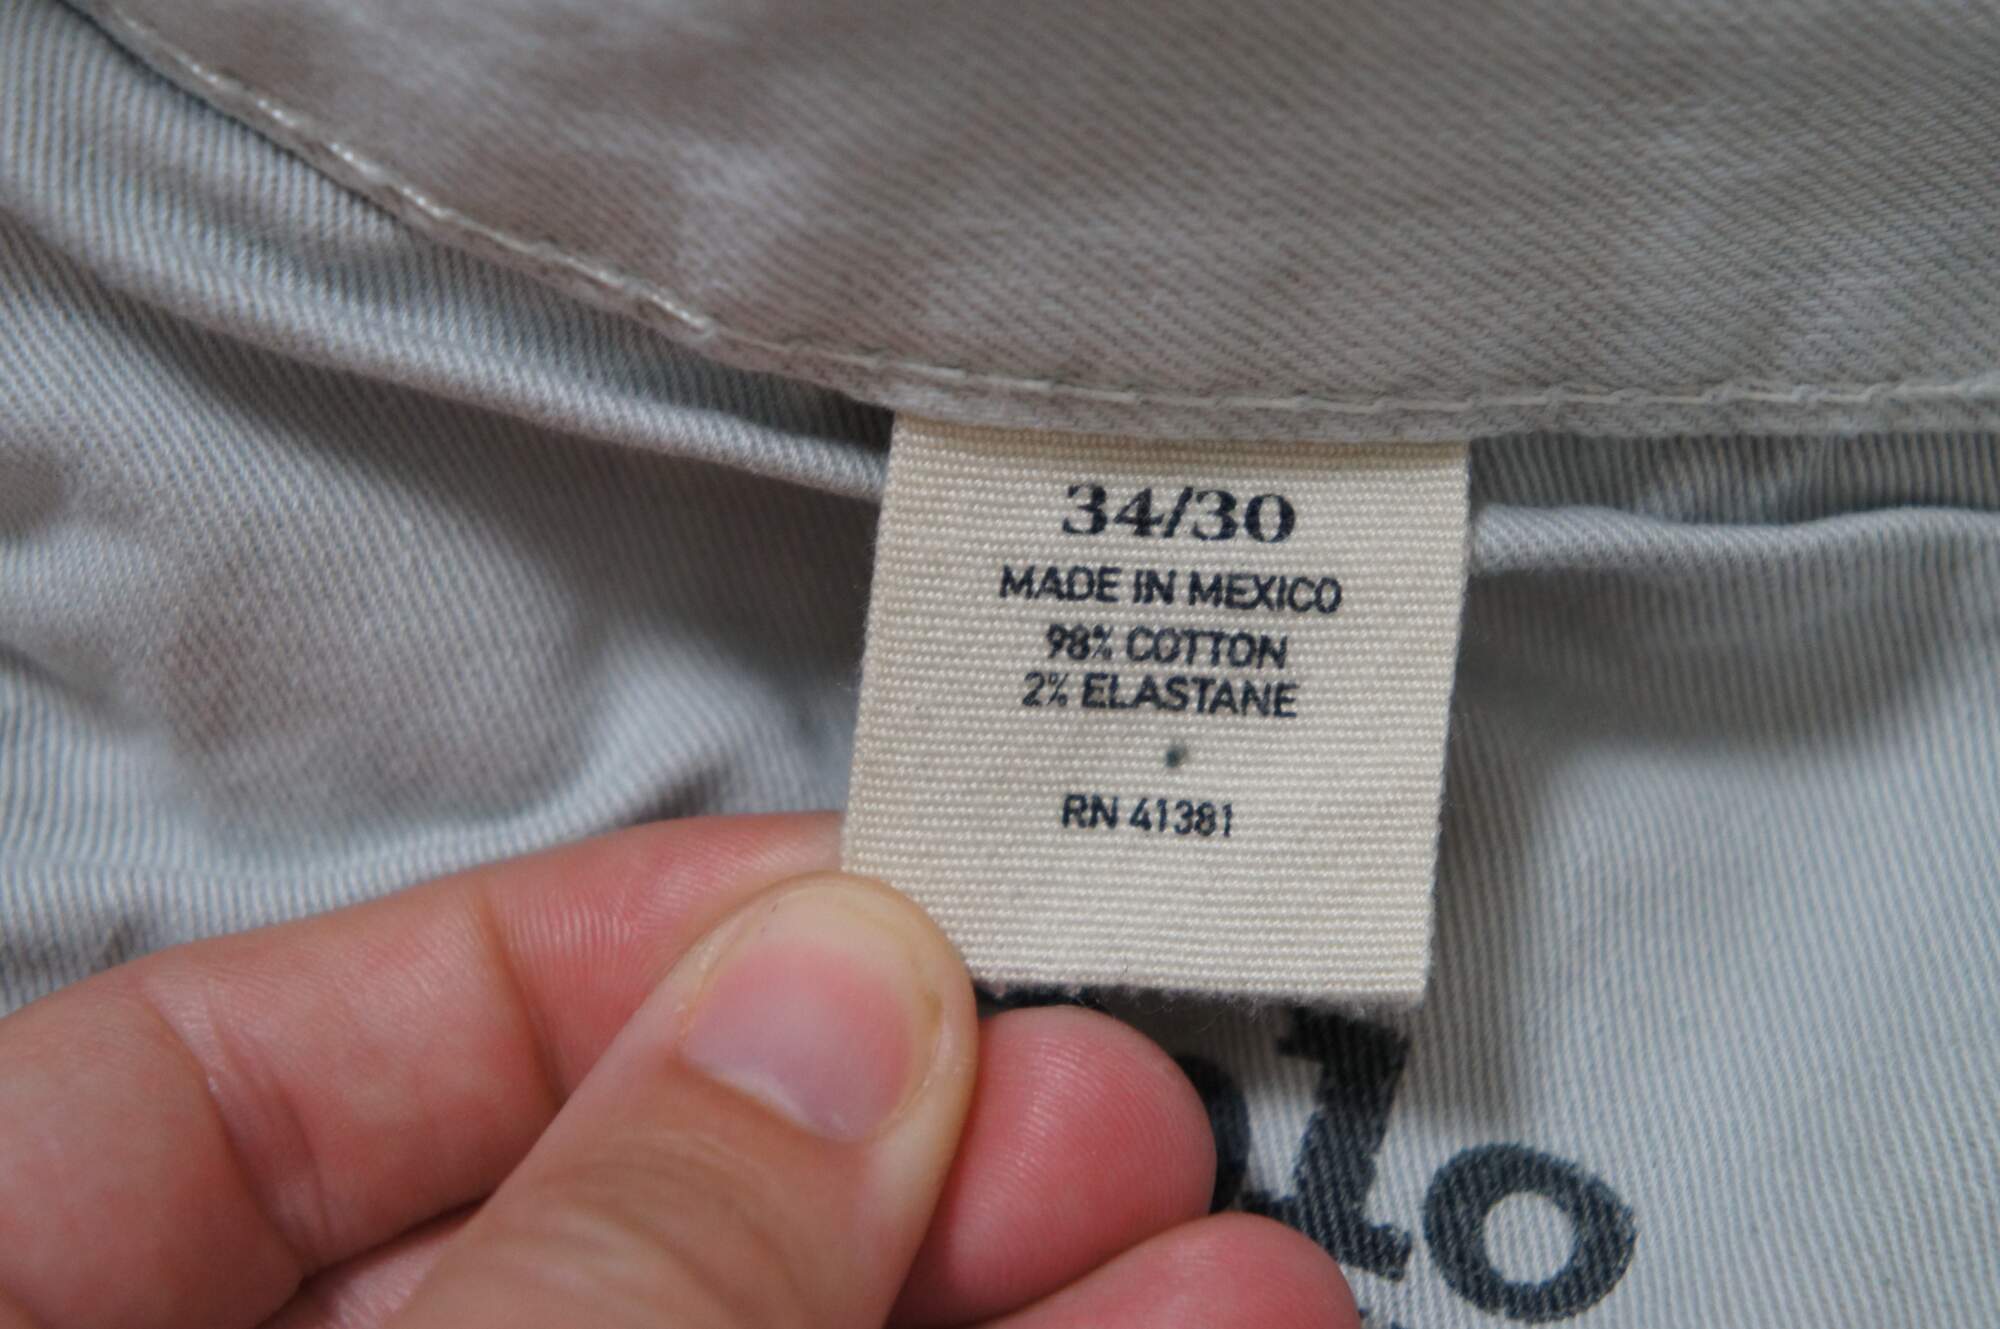 34/30
MADE IN MEXICO
98% COTTON
2% ELASTANE
RN 41381